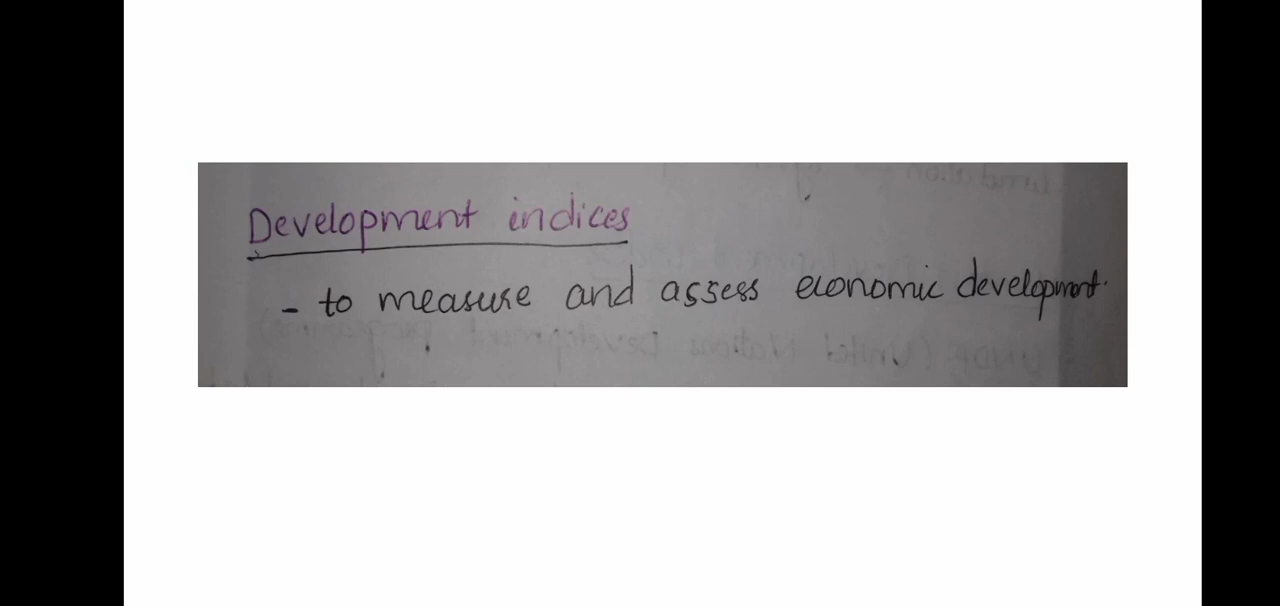 Development indices
- to measure and assess economic development.